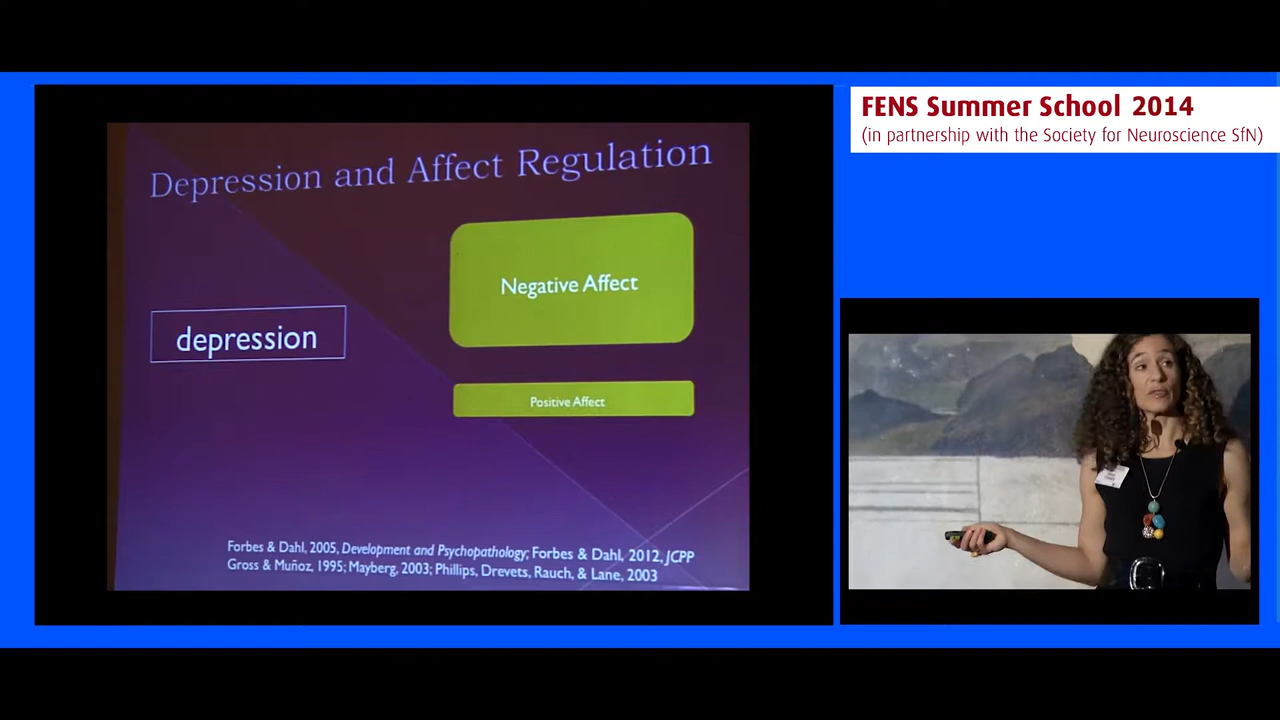 FENS Summer School 2014
(in partnership with the Society for Neuroscience SfN)
Depression and Affect Regulation
Negative Affect
depression
Positive Affect
Forbes & Dahl, 2005, Development and Psychopathology; Forbes & Dahl, 2012, JCPP
Gross & Muñoz, 1995; Mayberg, 2003; Phillips, Drevets, Rauch, & Lane, 2003